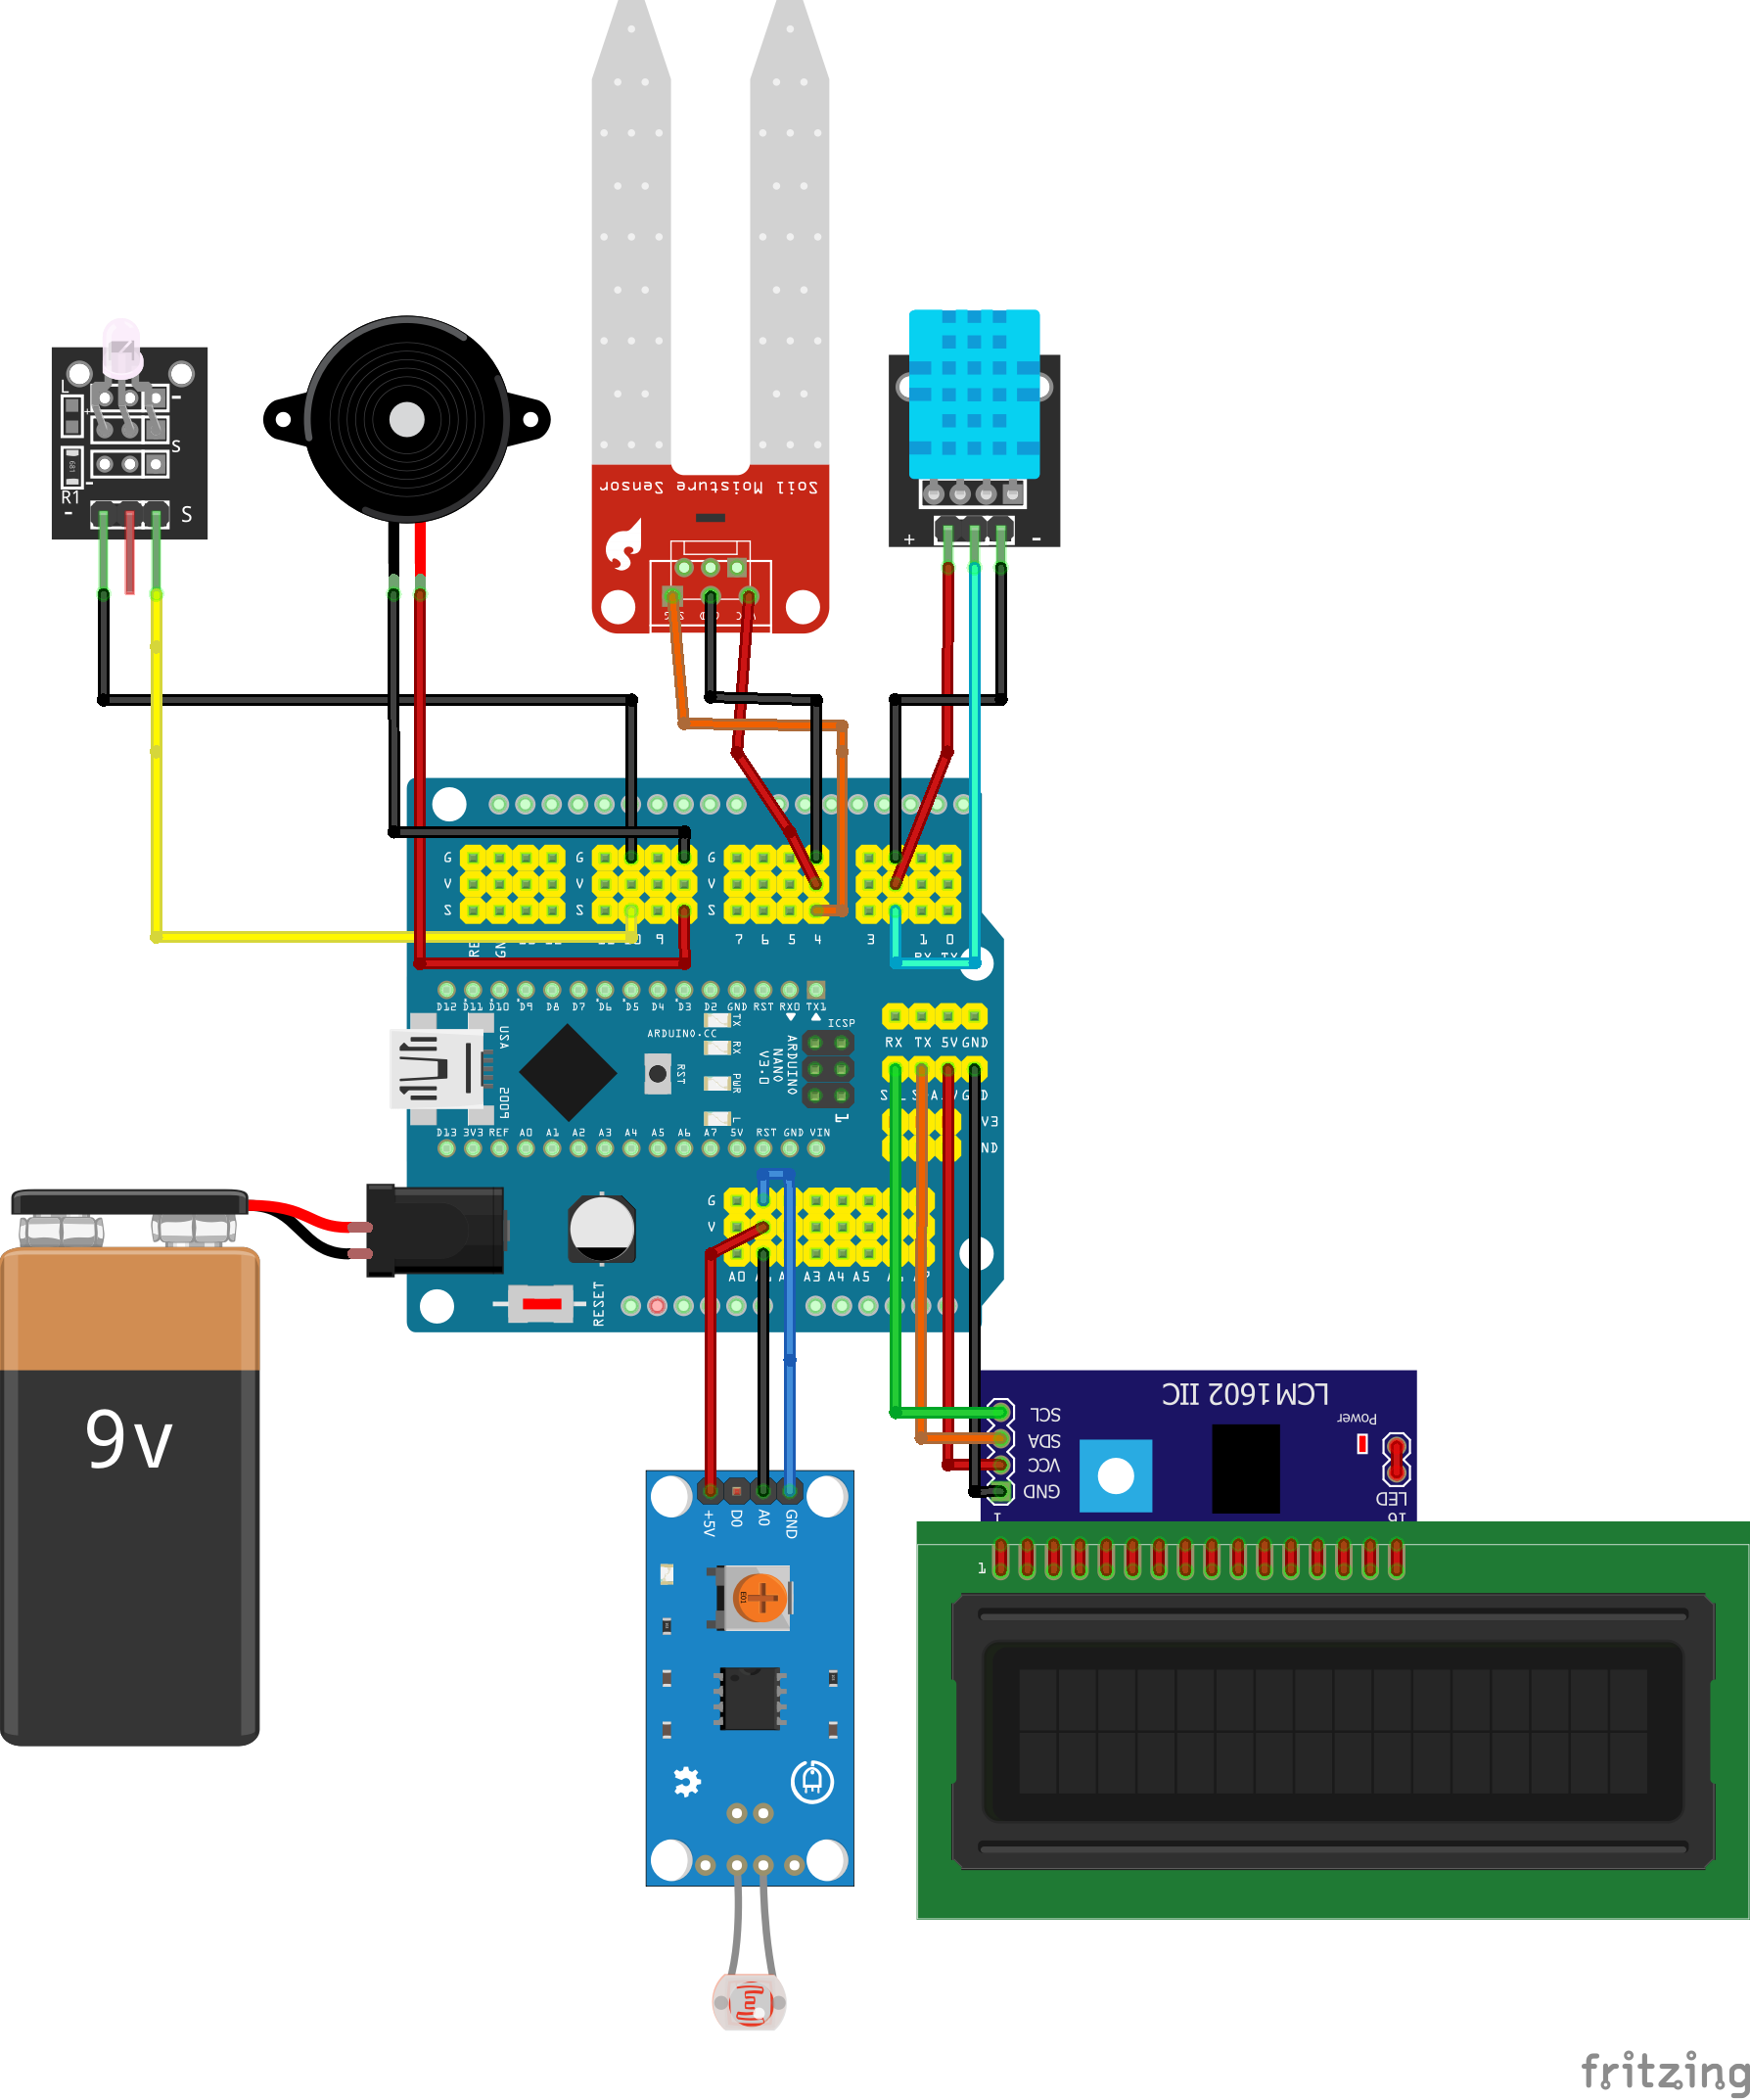 Soil Moisture Sensor
L
+
-
S
R1
-
-
S
+
-
G
G
G
V
V
V
S
S
S
9
7
6
5
4
3
1
0
D12
D11
D10
D9
D8
D7
D6
D5
D4
D3
D2
GND
RST
RX0
TX1
USA
2009
ARDUINO.CC
RST
TX
RX
PWR
L
ARDUINO
NANO
V3.0
ICSP
1
RX
TX
5V
GND
D13
3V3
REF
A0
A1
A2
A3
A4
A5
A6
A7
5V
RST
GND
VIN
G
V
A0
A3
A4
A5
RESET
9v
LCM1602 IIC
SCL
SDA
VCC
GND
Power
LED
1
16
1
+5V
D0
A0
GND
fritzing